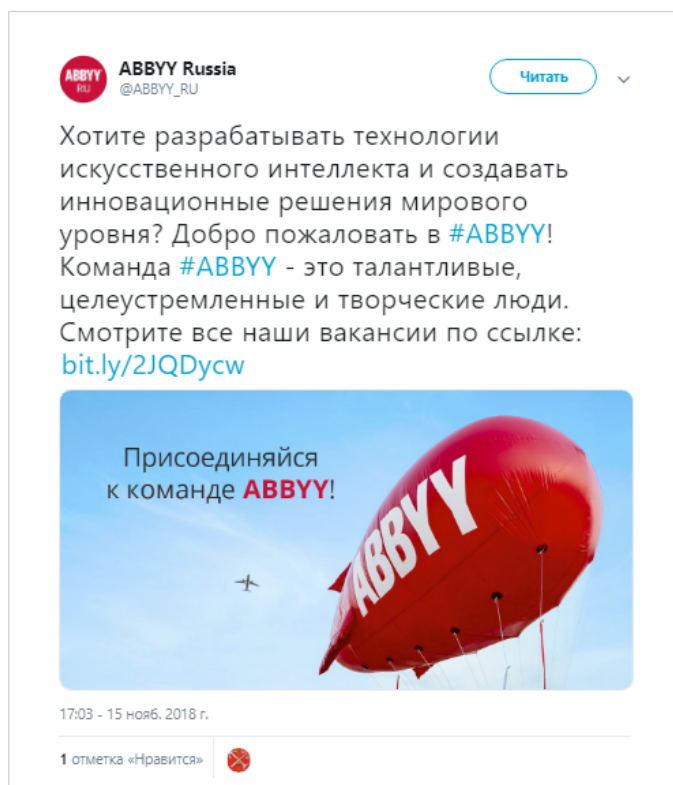 ABBYY Russia
@ABBYY_RU
Читать
ABBYY
RU
Хотите разрабатывать технологии
искусственного интеллекта и создавать
инновационные решения мирового
уровня? Добро пожаловать в #ABBYY!
Команда #ABBYY - это талантливые,
целеустремленные и творческие люди.
Смотрите все наши вакансии по ссылке:
bit.ly/2JQDycw
Присоединяйся
к команде ABBYY!
ABBYY
17:03 - 15 нояб. 2018 г.
1 отметка «Нравится»